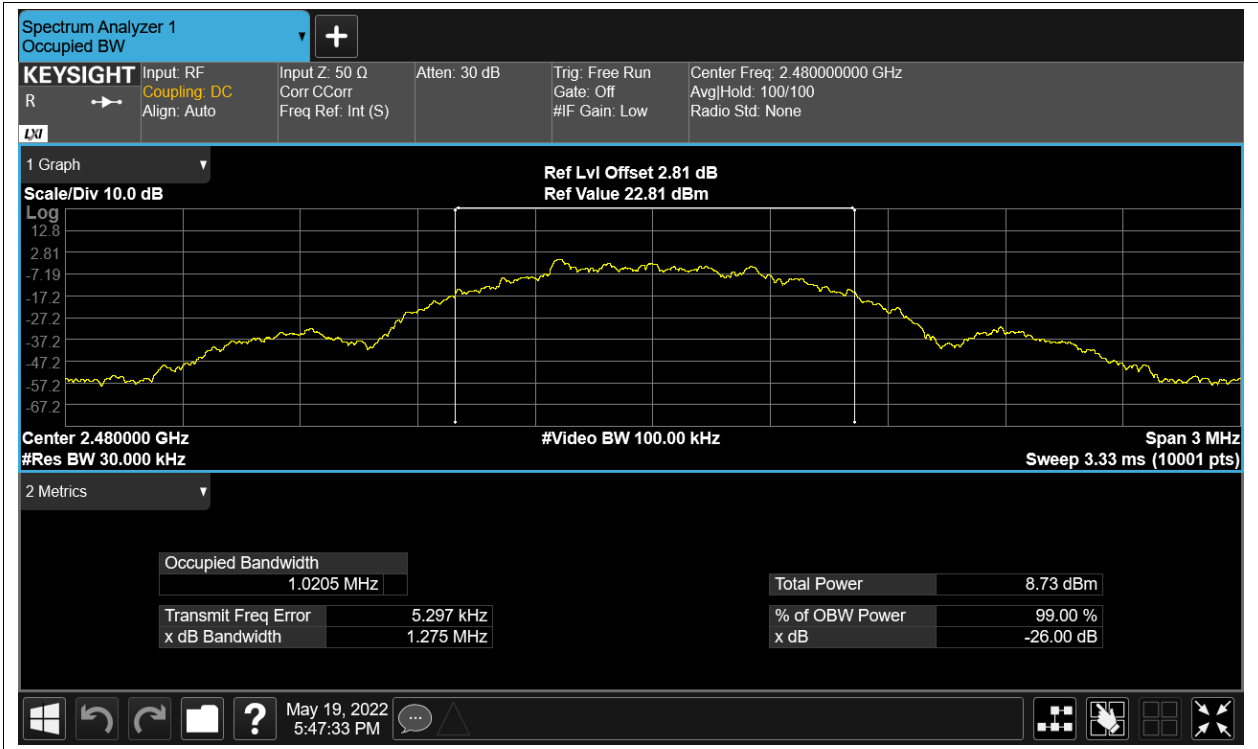 Spectrum Analyzer 1
Occupied BW
KEYSIGHT
R
LXI
Input: RF
Coupling: DC
Align: Auto
Input Z: 50 Ω
Corr CCorr
Freq Ref: Int (S)
Atten: 30 dB
Trig: Free Run
Gate: Off
#IF Gain: Low
Center Freq: 2.480000000 GHz
Avg|Hold: 100/100
Radio Std: None
1 Graph
Scale/Div 10.0 dB
Ref Lvl Offset 2.81 dB
Ref Value 22.81 dBm
Log
12.8
2.81
-7.19
-17.2
-27.2
-37.2
-47.2
-57.2
-67.2
Center 2.480000 GHz
#Res BW 30.000 kHz
#Video BW 100.00 kHz
Span 3 MHz
Sweep 3.33 ms (10001 pts)
2 Metrics
Occupied Bandwidth
1.0205 MHz
Transmit Freq Error 5.297 kHz
x dB Bandwidth 1.275 MHz
Total Power 8.73 dBm
% of OBW Power 99.00 %
x dB -26.00 dB
?
May 19, 2022
5:47:33 PM